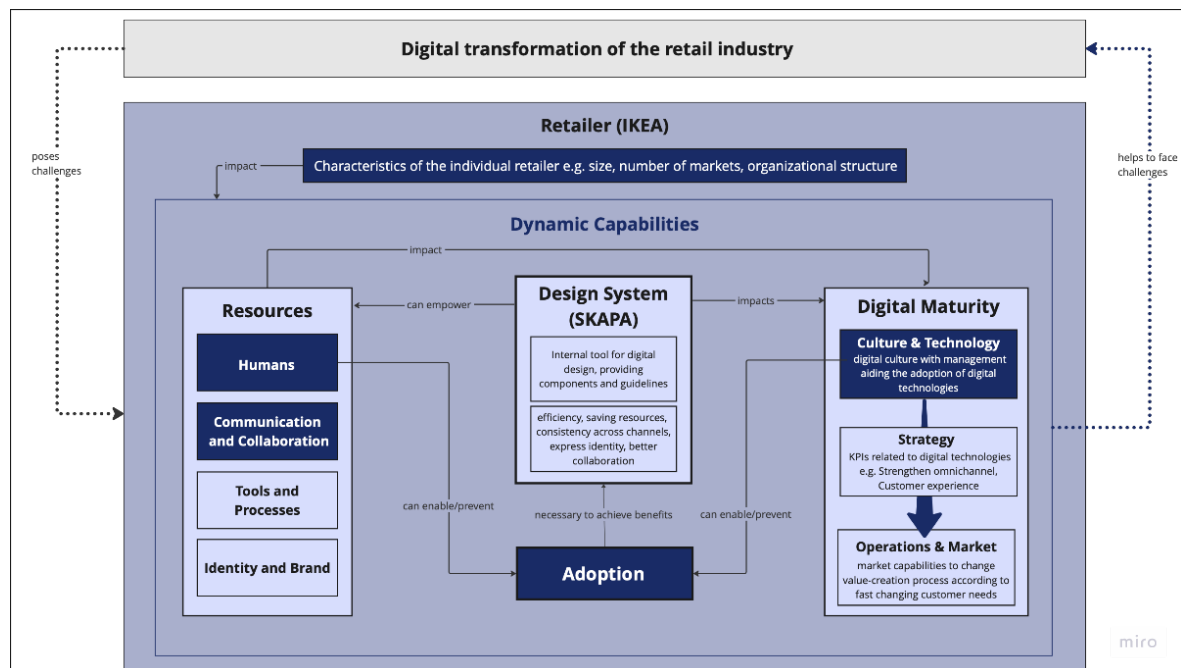 Digital transformation of the retail industry
poses
challenges
helps to face
challenges
Retailer (IKEA)
impact
Characteristics of the individual retailer e.g. size, number of markets, organizational structure
Dynamic Capabilities
impact
Resources
Humans
Communication
and Collaboration
Tools and
Processes
Identity and Brand
can empower
Design System
(SKAPA)
Internal tool for digital
design, providing
components and guidelines
efficiency, saving resources,
consistency across channels,
express identity, better
collaboration
impacts
Digital Maturity
Culture & Technology
digital culture with management
aiding the adoption of digital
technologies
Strategy
KPIs related to digital technologies
e.g. Strengthen omnichannel,
Customer experience
Operations & Market
market capabilities to change
value-creation process according to
fast changing customer needs
can enable/prevent
necessary to achieve benefits
can enable/prevent
Adoption
miro